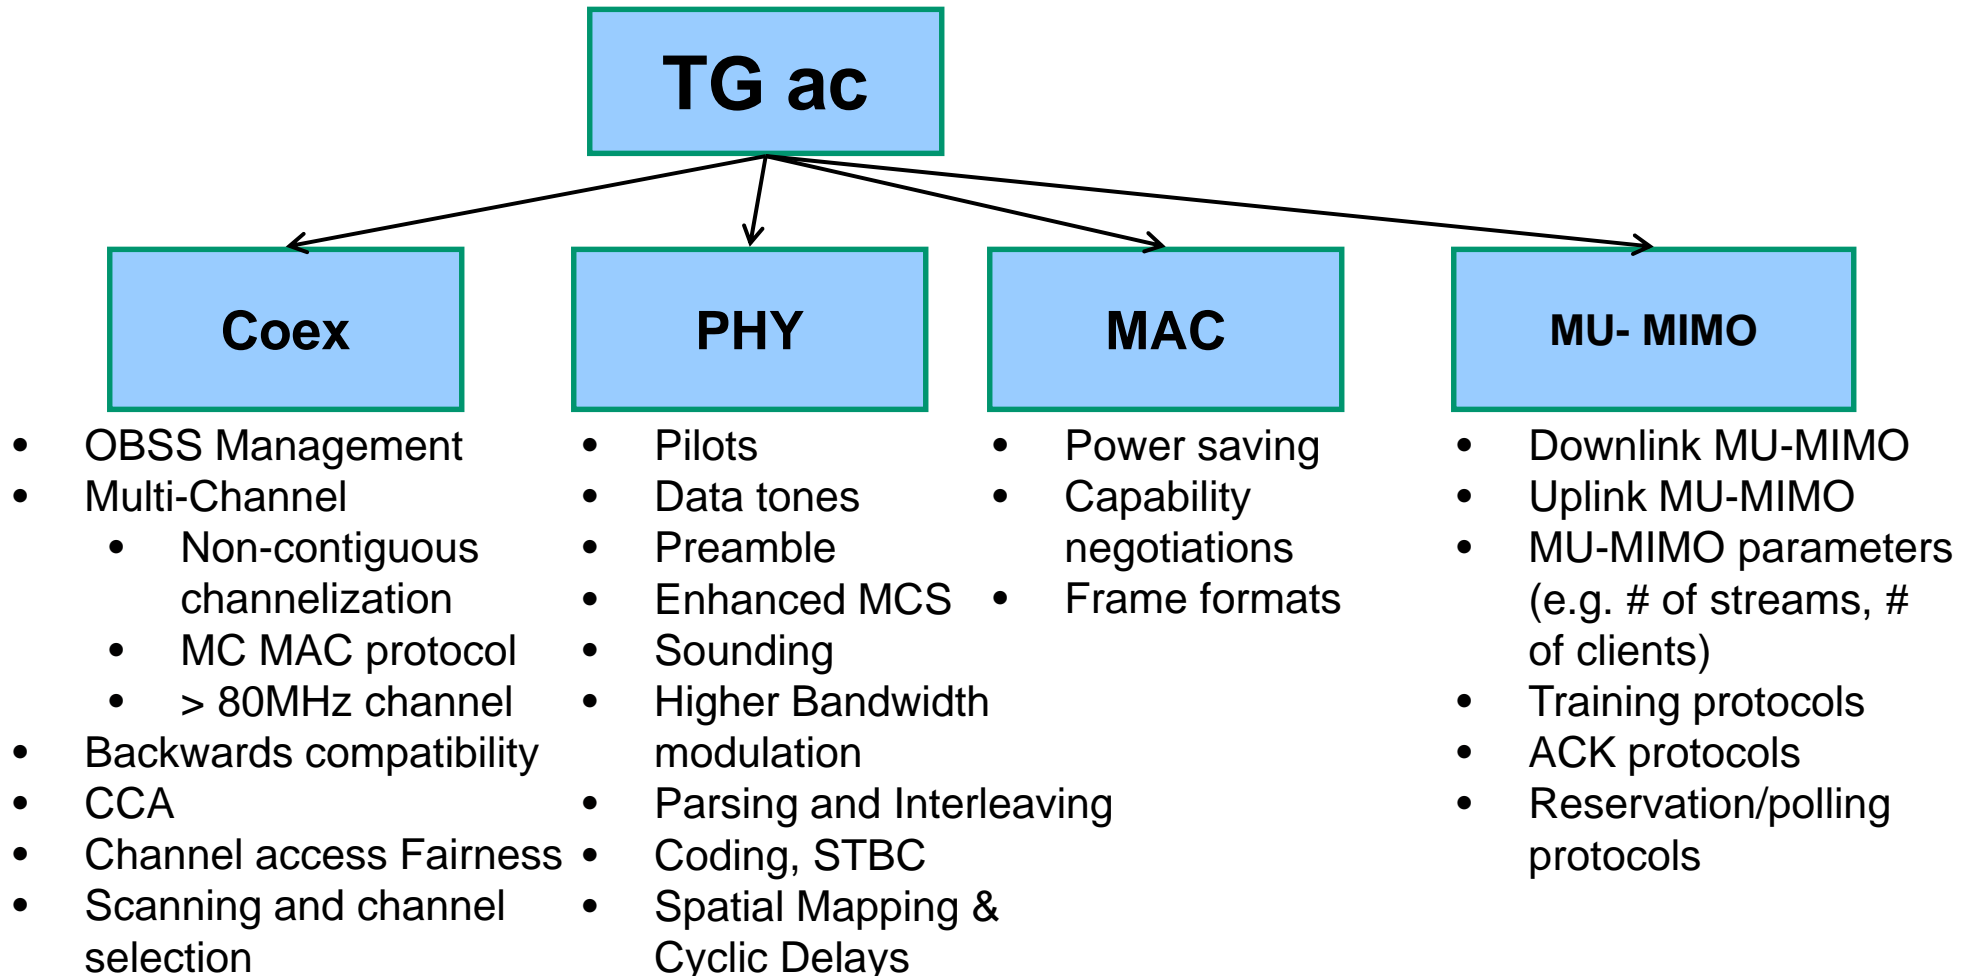 TG ac
Coex
PHY
MAC
MU- MIMO
• OBSS Management
• Multi-Channel
• Non-contiguous
channelization
• MC MAC protocol
• > 80MHz channel
• Backwards compatibility
• CCA
• Channel access Fairness
• Scanning and channel
selection
• Pilots
• Data tones
• Preamble
• Enhanced MCS
• Sounding
• Higher Bandwidth
modulation
• Parsing and Interleaving
• Coding, STBC
• Spatial Mapping &
Cyclic Delays
• Power saving
• Capability
negotiations
• Frame formats
• Downlink MU-MIMO
• Uplink MU-MIMO
• MU-MIMO parameters
(e.g. # of streams, #
of clients)
• Training protocols
• ACK protocols
• Reservation/polling
protocols